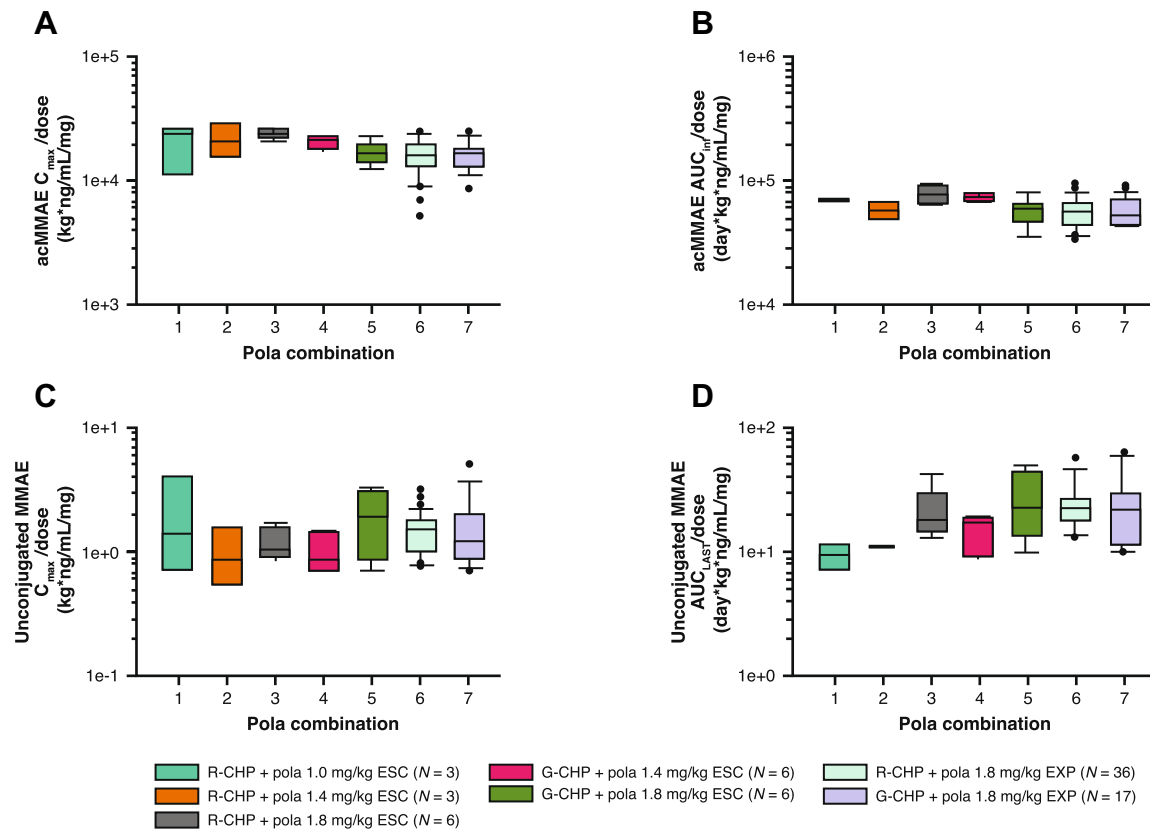 A
acMMAE Cmax/dose
(kg*ng/mL/mg)
1e+5
1e+4
1e+3
1 2 3 4 5 6 7
Pola combination
B
acMMAE AUCinf/dose
(day*kg*ng/mL/mg)
1e+6
1e+5
1e+4
1 2 3 4 5 6 7
Pola combination
C
Unconjugated MMAE
Cmax/dose
(kg*ng/mL/mg)
1e+1
1e+0
1e-1
1 2 3 4 5 6 7
Pola combination
D
Unconjugated MMAE
AUCLAST/dose
(day*kg*ng/mL/mg)
1e+2
1e+1
1e+0
1 2 3 4 5 6 7
Pola combination
R-CHP + pola 1.0 mg/kg ESC (N = 3)
R-CHP + pola 1.4 mg/kg ESC (N = 3)
R-CHP + pola 1.8 mg/kg ESC (N = 6)
G-CHP + pola 1.4 mg/kg ESC (N = 6)
G-CHP + pola 1.8 mg/kg ESC (N = 6)
R-CHP + pola 1.8 mg/kg EXP (N = 36)
G-CHP + pola 1.8 mg/kg EXP (N = 17)